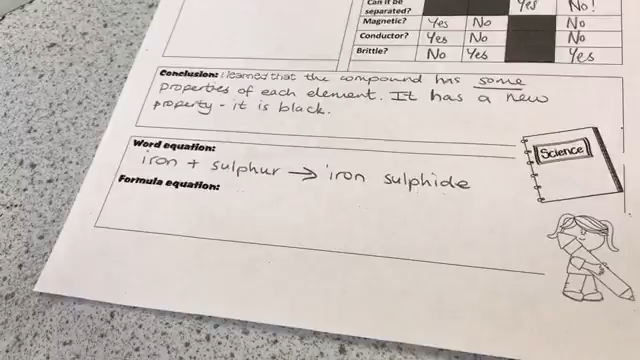 Can it be separated? Yes No!
Magnetic? Yes No No
Conductor? Yes No No
Brittle? No Yes Yes
Conclusion: I learned that the compound has some
properties of each element. It has a new
property - it is black.
Word equation:
iron + sulphur → iron sulphide
Formula equation:
Science